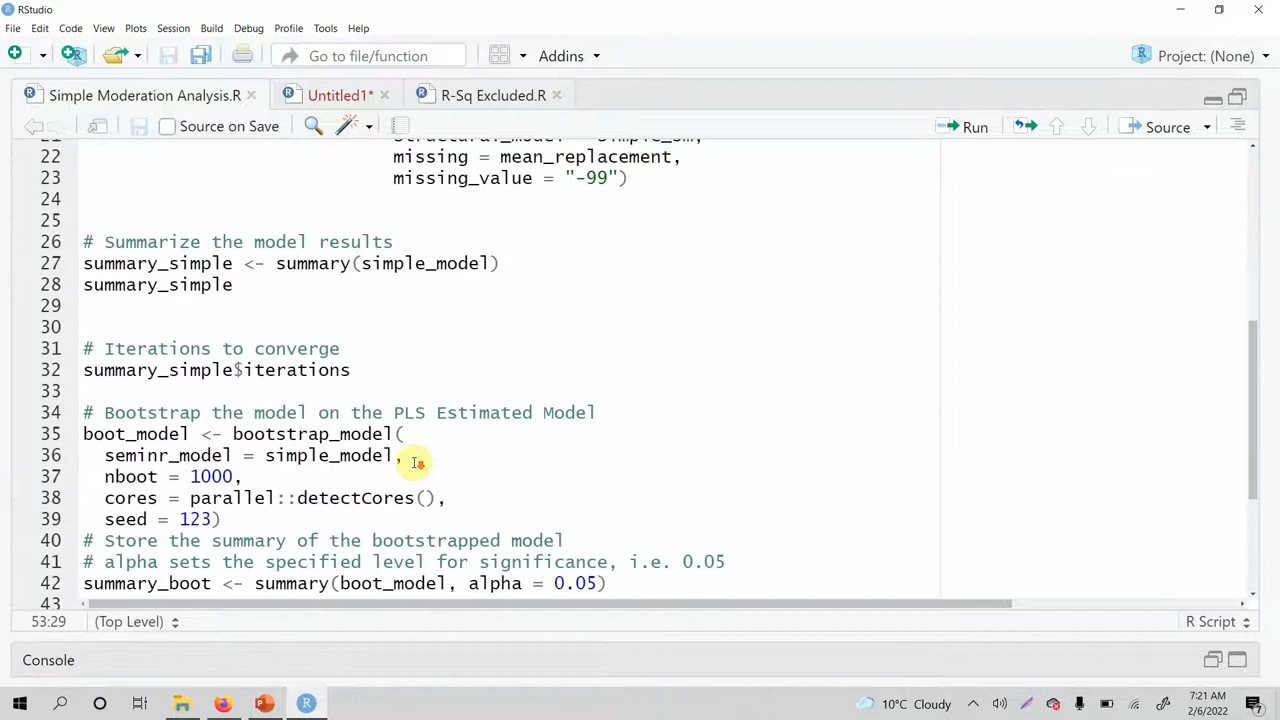 RStudio
File Edit Code View Plots Session Build Debug Profile Tools Help
Go to file/function Addins Project: (None)
Simple Moderation Analysis.R Untitled1* R-Sq Excluded.R
Source on Save Run Source
22 missing = mean_replacement,
23 missing_value = "-99")
24
25
26 # Summarize the model results
27 summary_simple <- summary(simple_model)
28 summary_simple
29
30
31 # Iterations to converge
32 summary_simple$iterations
33
34 # Bootstrap the model on the PLS Estimated Model
35 boot_model <- bootstrap_model(
36 seminr_model = simple_model,
37 nboot = 1000,
38 cores = parallel::detectCores(),
39 seed = 123)
40 # Store the summary of the bootstrapped model
41 # alpha sets the specified level for significance, i.e. 0.05
42 summary_boot <- summary(boot_model, alpha = 0.05)
43
53:29 (Top Level) R Script
Console
10°C Cloudy 7:21 AM
2/6/2022